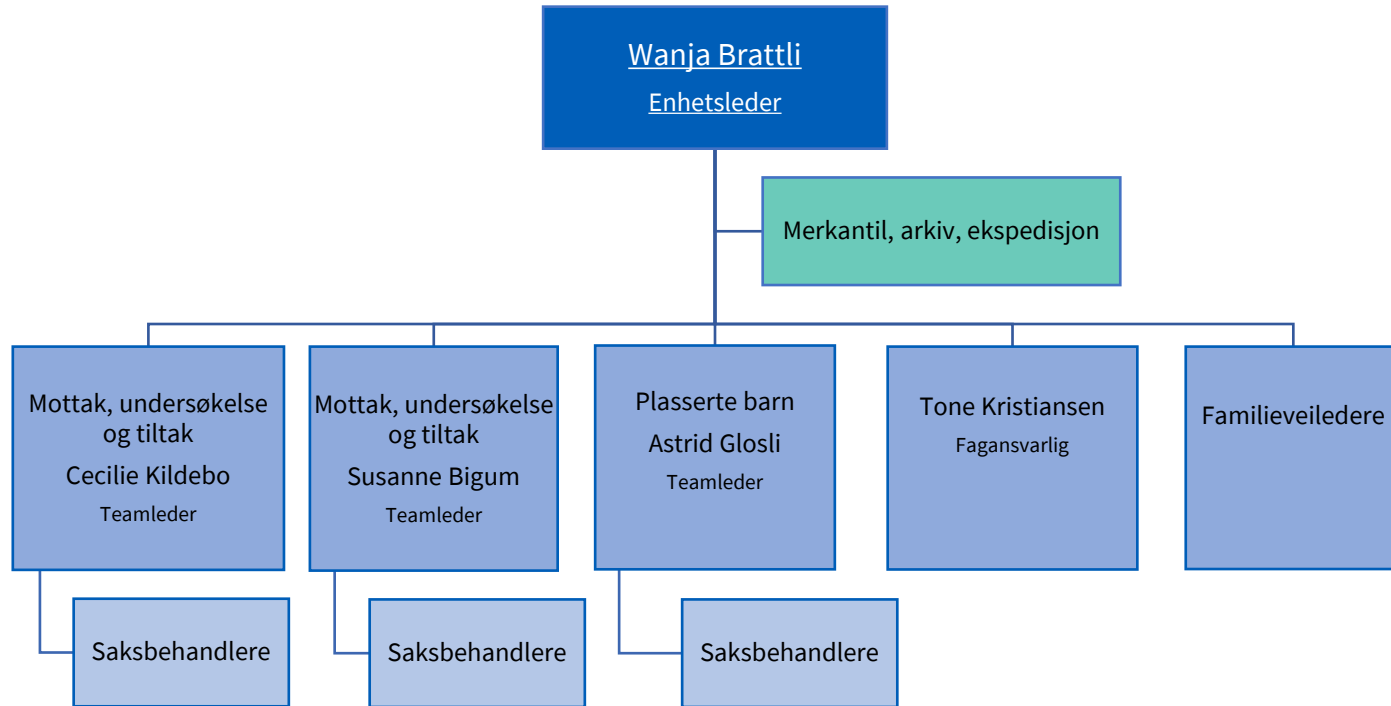 Wanja Brattli
Enhetsleder
Merkantil, arkiv, ekspedisjon
Mottak, undersøkelse
og tiltak
Cecilie Kildebo
Teamleder
Mottak, undersøkelse
og tiltak
Susanne Bigum
Teamleder
Plasserte barn
Astrid Glosli
Teamleder
Tone Kristiansen
Fagansvarlig
Familieveiledere
Saksbehandlere
Saksbehandlere
Saksbehandlere